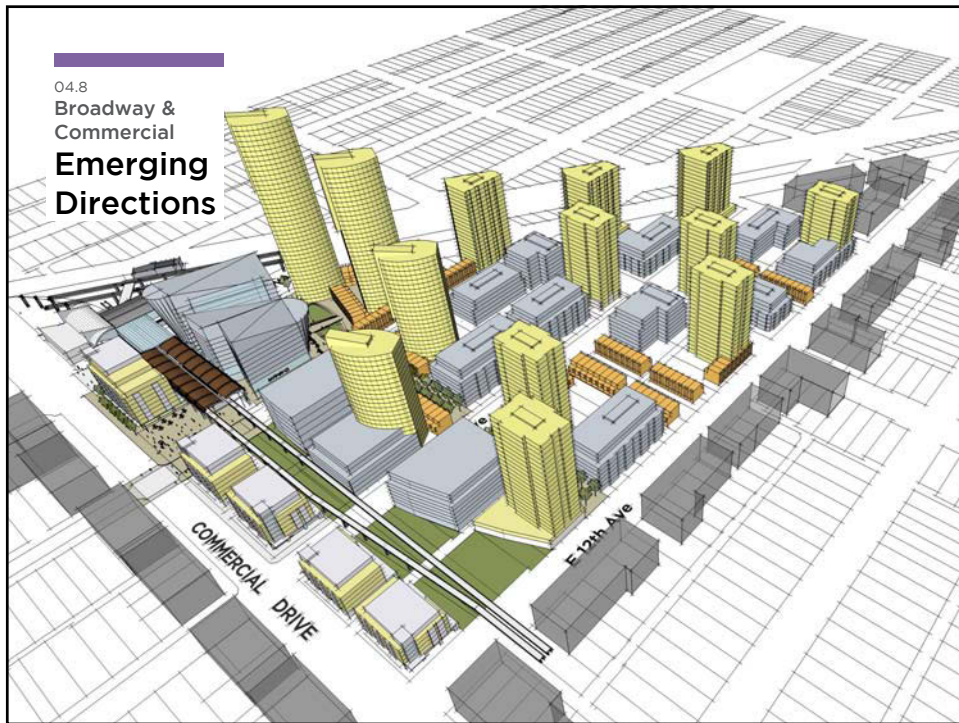 04.8
Broadway &
Commercial
Emerging
Directions
COMMERCIAL DRIVE
E 12th Ave